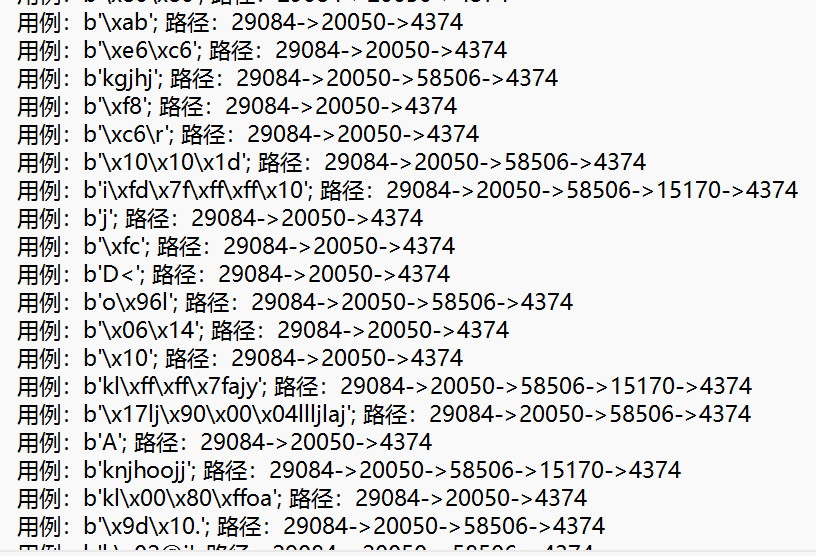 用例：b'\xab'; 路径：29084->20050->4374
用例：b'\xe6\xc6'; 路径：29084->20050->4374
用例：b'kgjhj'; 路径：29084->20050->58506->4374
用例：b'\xf8'; 路径：29084->20050->4374
用例：b'\xc6\r'; 路径：29084->20050->4374
用例：b'\x10\x10\x1d'; 路径：29084->20050->58506->4374
用例：b'i\xfd\x7f\xff\xff\x10'; 路径：29084->20050->58506->15170->4374
用例：b'j'; 路径：29084->20050->4374
用例：b'\xfc'; 路径：29084->20050->4374
用例：b'D<'; 路径：29084->20050->4374
用例：b'o\x96l'; 路径：29084->20050->58506->4374
用例：b'\x06\x14'; 路径：29084->20050->4374
用例：b'\x10'; 路径：29084->20050->4374
用例：b'kl\xff\xff\x7fajy'; 路径：29084->20050->58506->15170->4374
用例：b'\x17lj\x90\x00\x04llljlaj'; 路径：29084->20050->58506->4374
用例：b'A'; 路径：29084->20050->4374
用例：b'knjhoojj'; 路径：29084->20050->58506->15170->4374
用例：b'kl\x00\x80\xffoa'; 路径：29084->20050->4374
用例：b'\x9d\x10.'; 路径：29084->20050->58506->4374